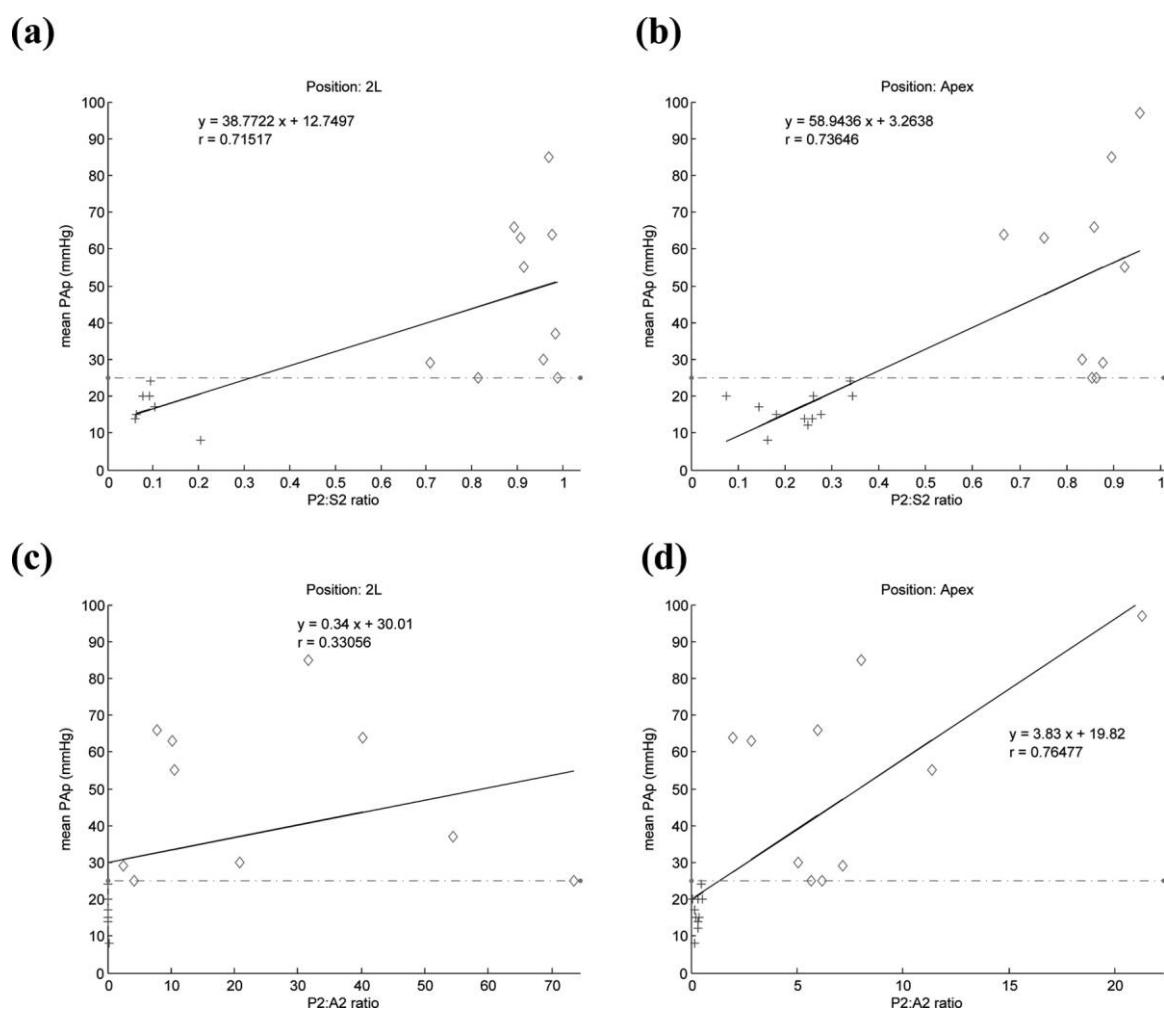 (a)
Position: 2L
y = 38.7722 x + 12.7497
r = 0.71517
mean PAp (mmHg)
100
90
80
70
60
50
40
30
20
10
0
0 0.1 0.2 0.3 0.4 0.5 0.6 0.7 0.8 0.9 1
P2:S2 ratio
(b)
Position: Apex
y = 58.9436 x + 3.2638
r = 0.73646
mean PAp (mmHg)
100
90
80
70
60
50
40
30
20
10
0
0 0.1 0.2 0.3 0.4 0.5 0.6 0.7 0.8 0.9 1
P2:S2 ratio
(c)
Position: 2L
y = 0.34 x + 30.01
r = 0.33056
mean PAp (mmHg)
100
90
80
70
60
50
40
30
20
10
0
0 10 20 30 40 50 60 70
P2:A2 ratio
(d)
Position: Apex
y = 3.83 x + 19.82
r = 0.76477
mean PAp (mmHg)
100
90
80
70
60
50
40
30
20
10
0
0 5 10 15 20
P2:A2 ratio